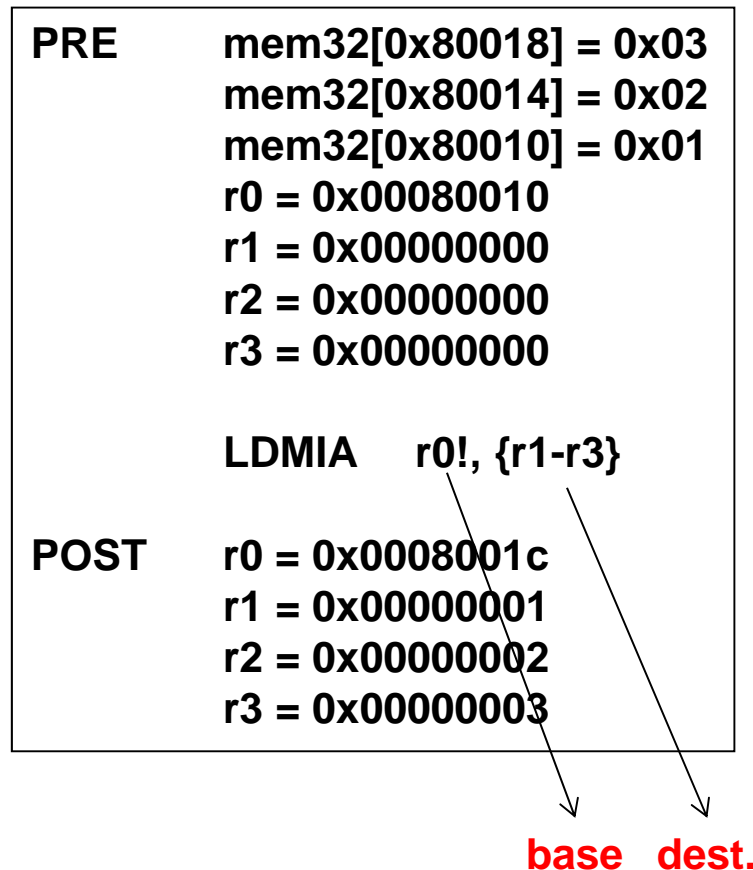 PRE mem32[0x80018] = 0x03
mem32[0x80014] = 0x02
mem32[0x80010] = 0x01
r0 = 0x00080010
r1 = 0x00000000
r2 = 0x00000000
r3 = 0x00000000
LDMIA r0!, {r1-r3}
POST r0 = 0x0008001c
r1 = 0x00000001
r2 = 0x00000002
r3 = 0x00000003
base dest.